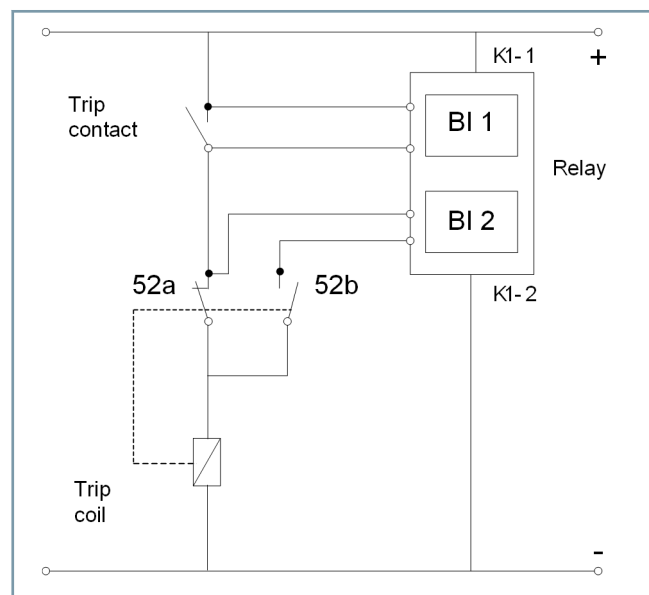 K1-1
+
Trip
contact
BI 1
Relay
BI 2
52a
52b
K1-2
Trip
coil
-